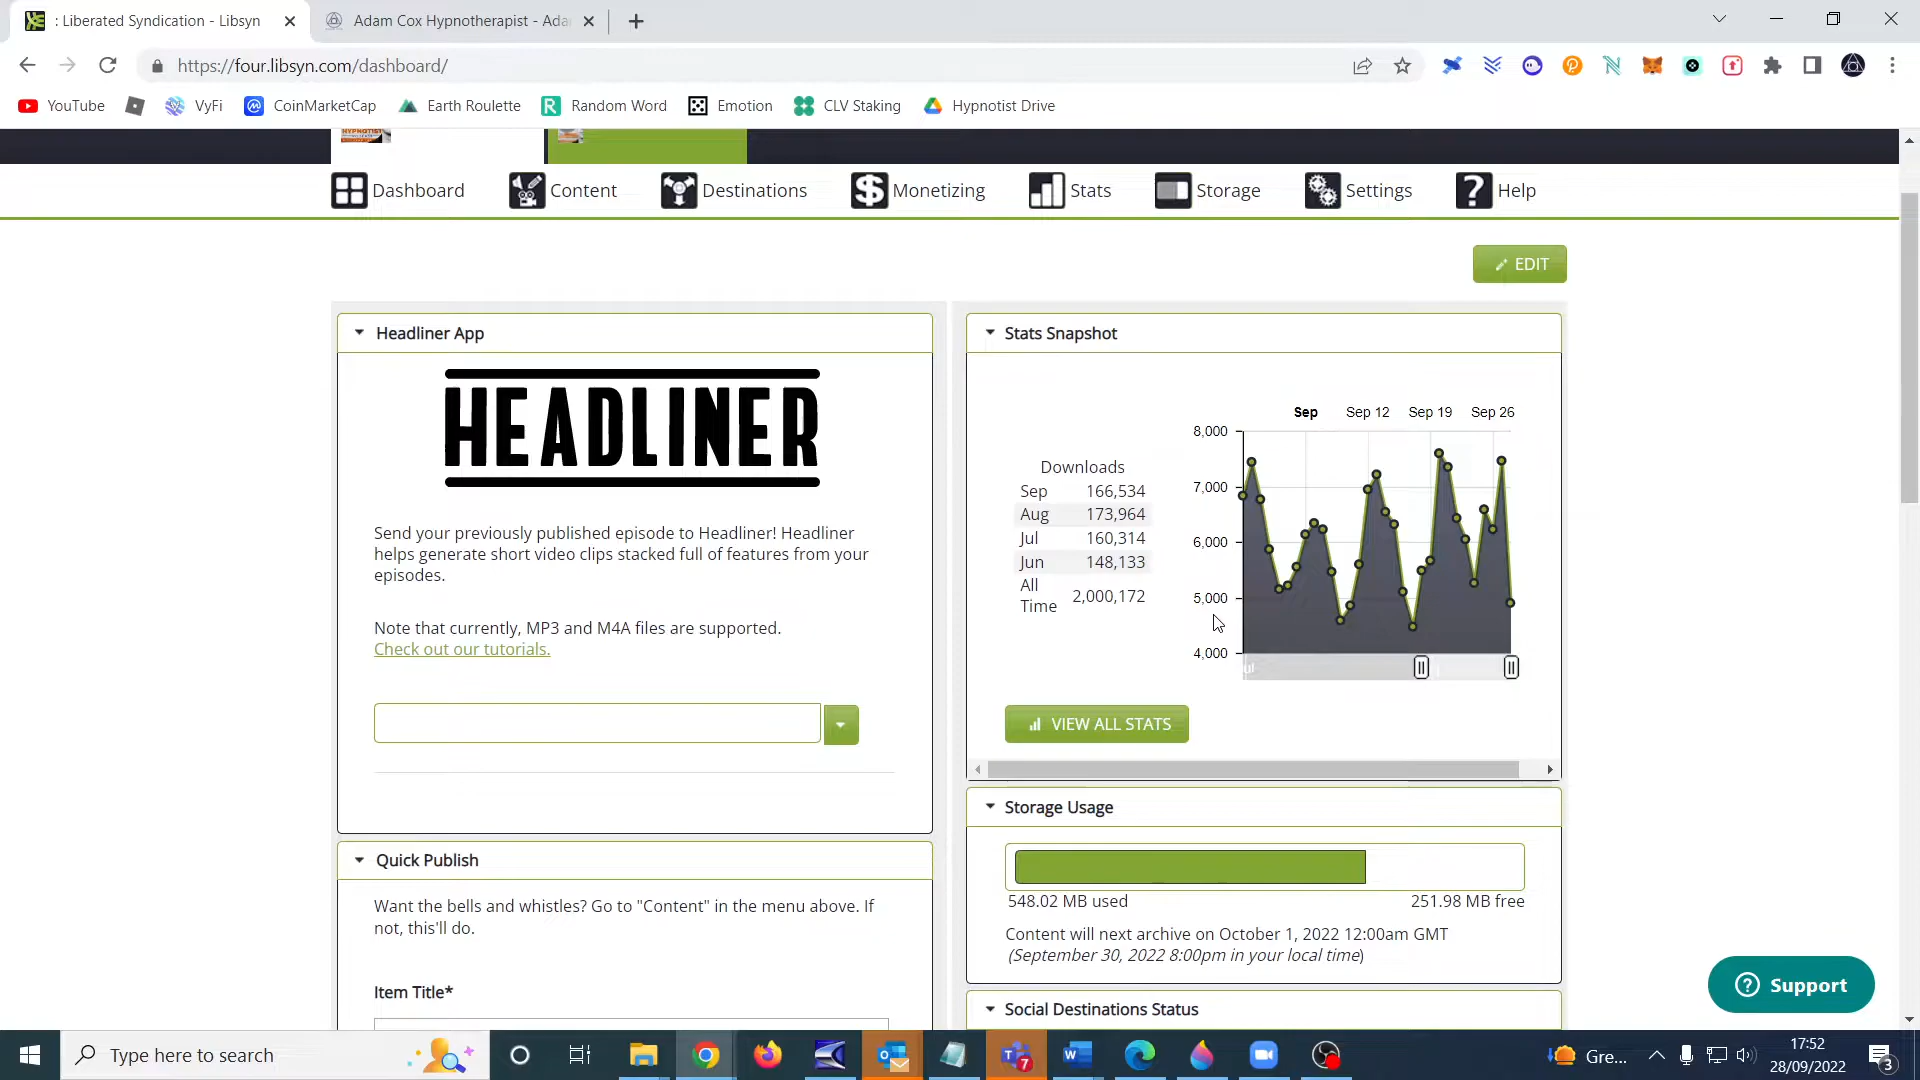 : Liberated Syndication - Libsyn
Adam Cox Hypnotherapist - Ada
https://four.libsyn.com/dashboard/
YouTube
VyFi
CoinMarketCap
Earth Roulette
Random Word
Emotion
CLV Staking
Hypnotist Drive
HYPNOTIST
Dashboard
Content
Destinations
Monetizing
Stats
Storage
Settings
Help
EDIT
Headliner App
HEADLINER
Send your previously published episode to Headliner! Headliner
helps generate short video clips stacked full of features from your
episodes.
Note that currently, MP3 and M4A files are supported.
Check out our tutorials.
Quick Publish
Want the bells and whistles? Go to "Content" in the menu above. If
not, this'll do.
Item Title*
Stats Snapshot
Downloads
Sep 166,534
Aug 173,964
Jul 160,314
Jun 148,133
All
Time 2,000,172
Sep Sep 12 Sep 19 Sep 26
8,000
7,000
6,000
5,000
4,000
ul
VIEW ALL STATS
Storage Usage
548.02 MB used 251.98 MB free
Content will next archive on October 1, 2022 12:00am GMT
(September 30, 2022 8:00pm in your local time)
Social Destinations Status
Support
Type here to search
7
Gre...
17:52
28/09/2022
3